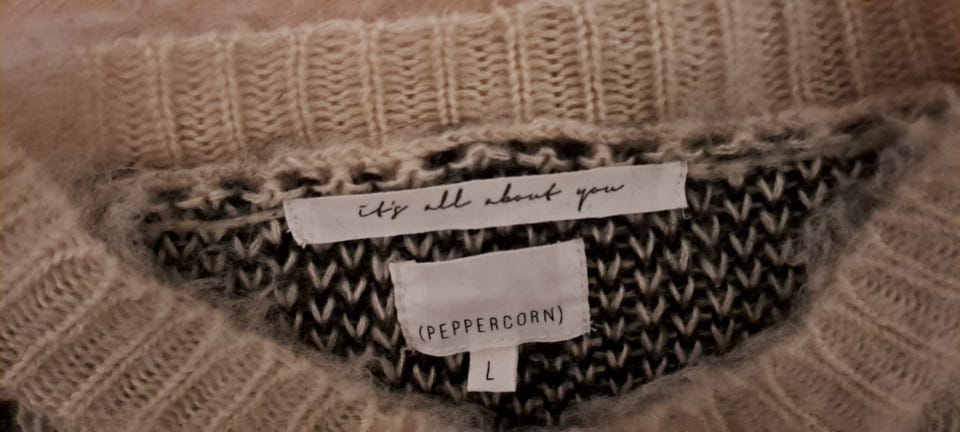 it's all about you
(PEPPERCORN)
L